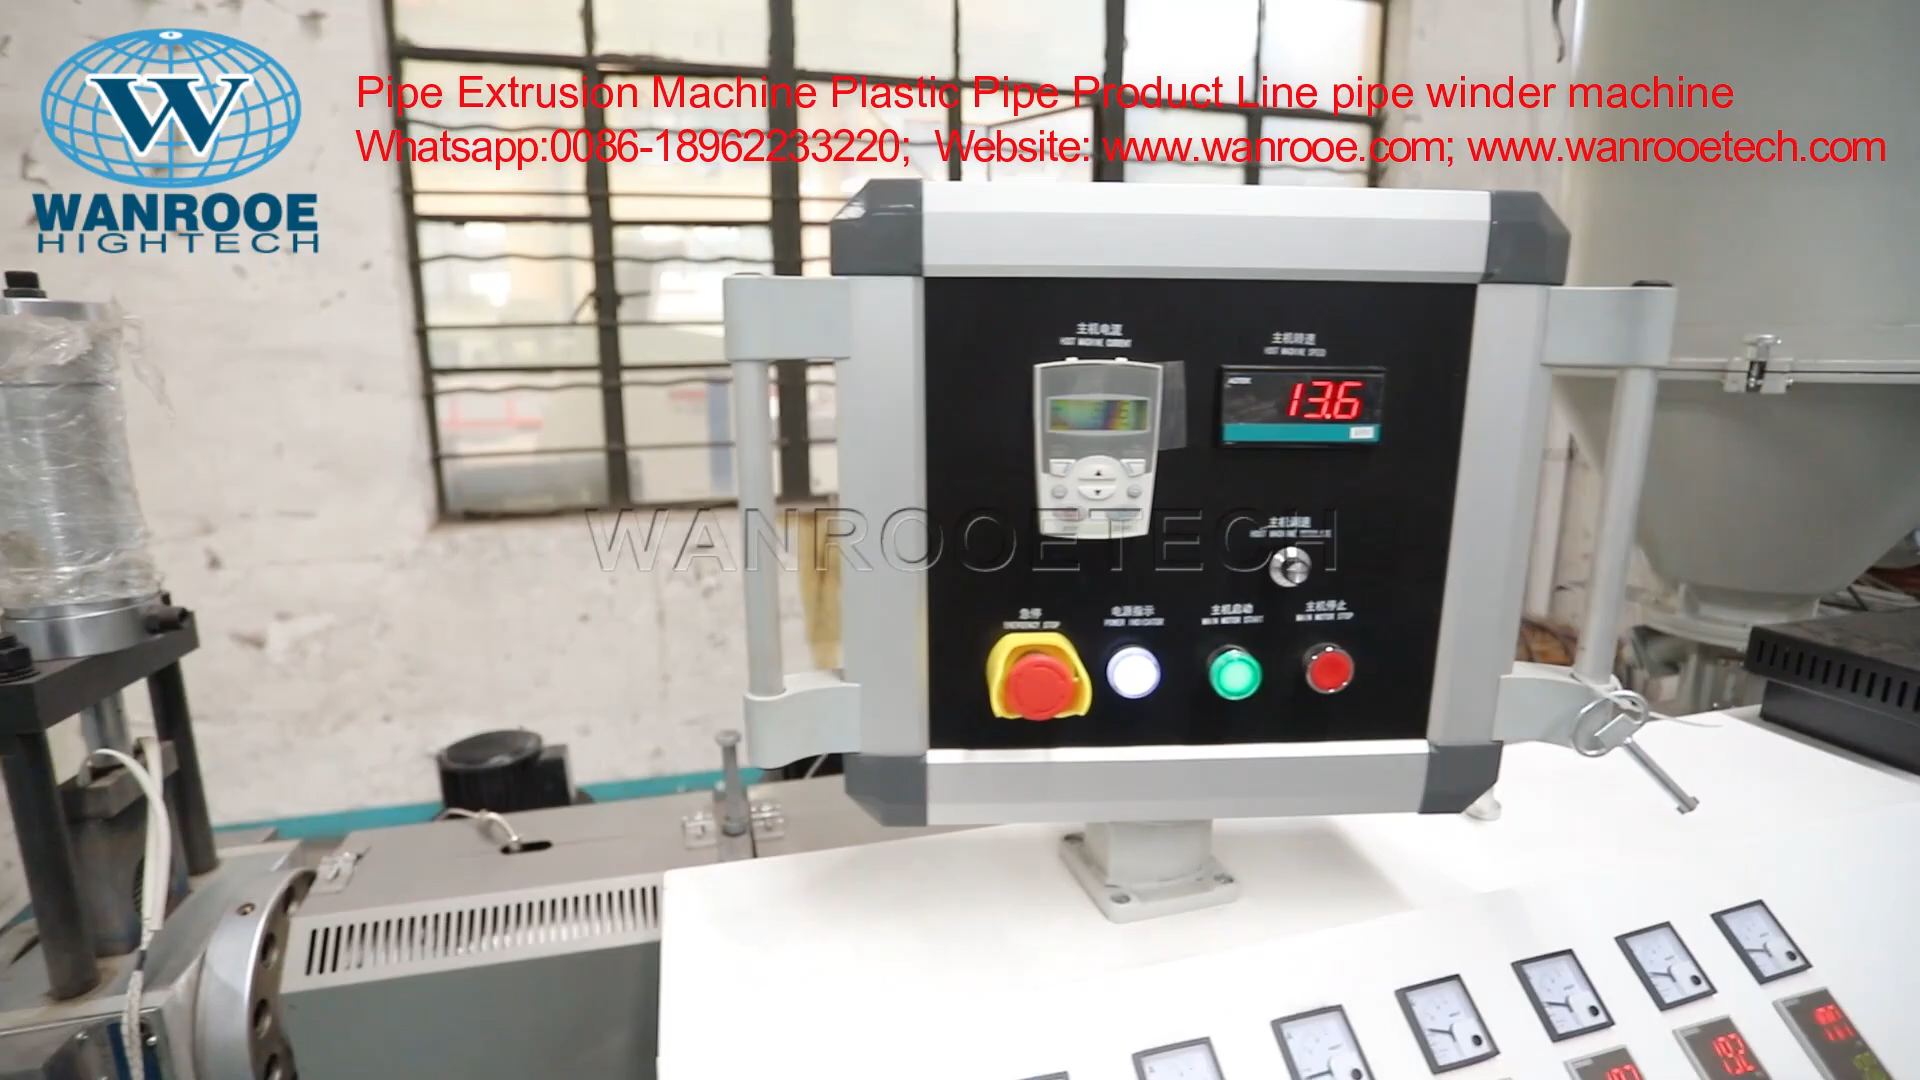 Pipe Extrusion Machine Plastic Pipe Product Line pipe winder machine
Whatsapp:0086-18962233220; Website: www.wanrooe.com; www.wanrooetech.com
W
WANROOE
HIGHTECH
主机电流
HOST MACHINE CURRENT
主机转速
HOST MACHINE SPEED
13.6
WANROOETECH
主机调速
HOST MACHINE
急停
EMERGENCY STOP
电源指示
POWER INDICATOR
主机启动
MAIN MOTOR START
主机停止
MAIN MOTOR STOP
192